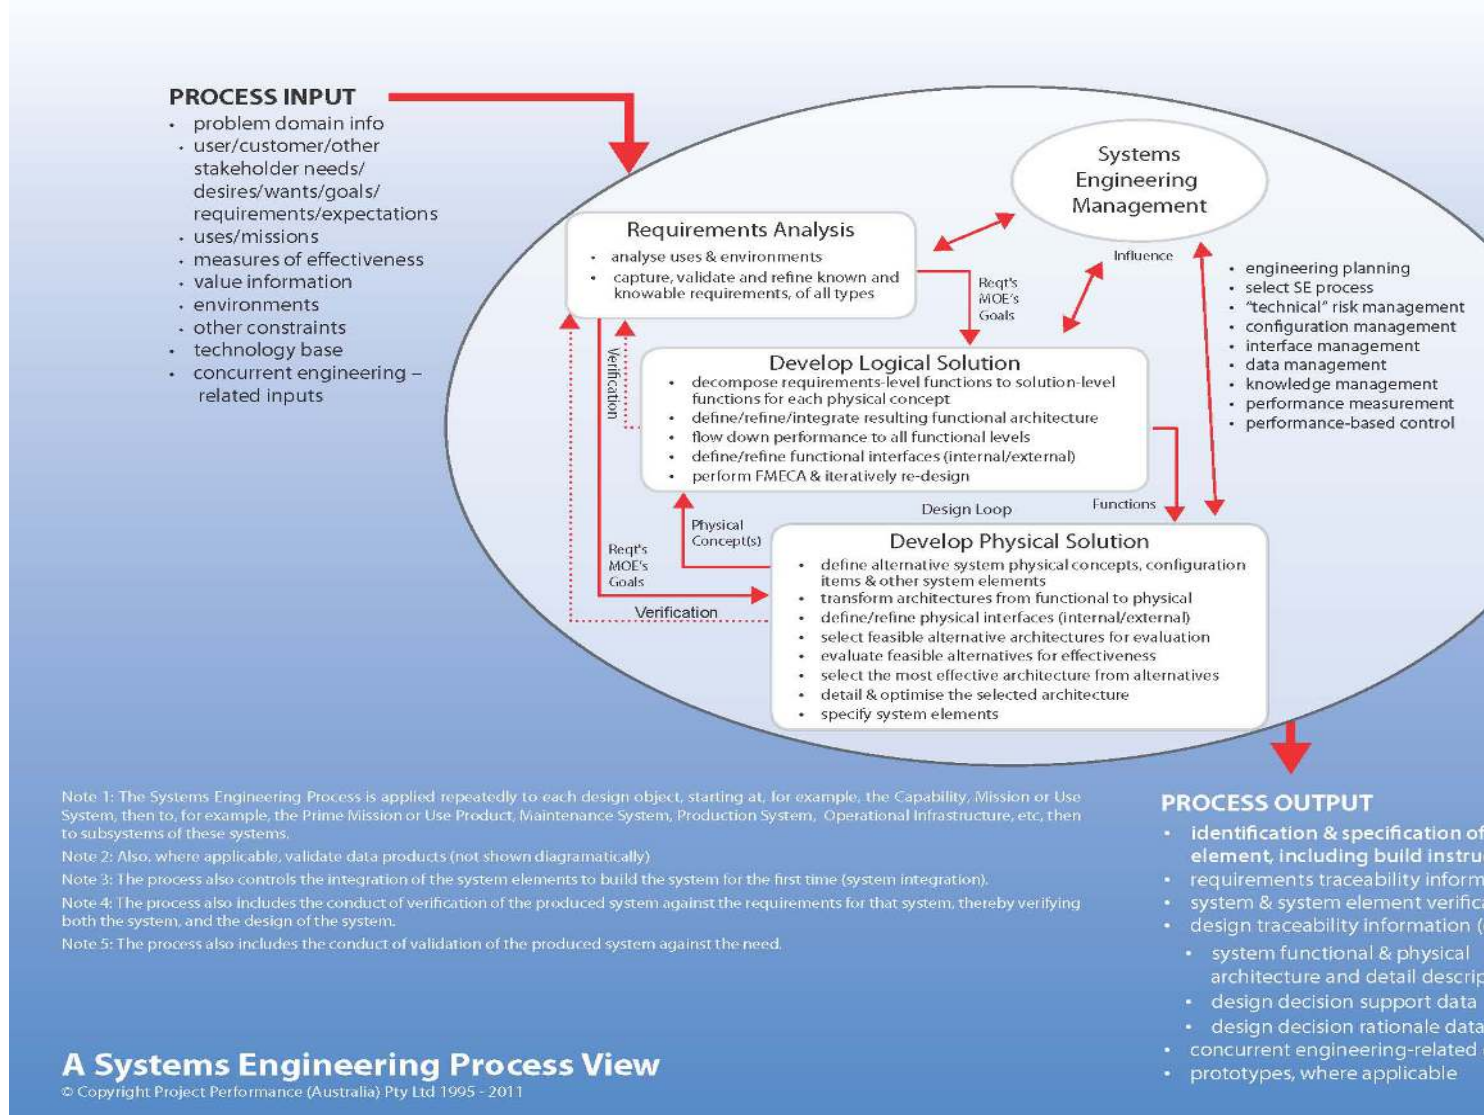 PROCESS INPUT
• problem domain info
• user/customer/other
stakeholder needs/
desires/wants/goals/
requirements/expectations
• uses/missions
• measures of effectiveness
• value information
• environments
• other constraints
• technology base
• concurrent engineering –
related inputs
Systems
Engineering
Management
Requirements Analysis
• analyse uses & environments
• capture, validate and refine known and
knowable requirements, of all types
Influence
Reqt's
MOE's
Goals
• engineering planning
• select SE process
• "technical" risk management
• configuration management
• interface management
• data management
• knowledge management
• performance measurement
• performance-based control
Verification
Develop Logical Solution
• decompose requirements-level functions to solution-level
functions for each physical concept
• define/refine/integrate resulting functional architecture
• flow down performance to all functional levels
• define/refine functional interfaces (internal/external)
• perform FMECA & iteratively re-design
Design Loop
Functions
Physical
Concept(s)
Reqt's
MOE's
Goals
Verification
Develop Physical Solution
• define alternative system physical concepts, configuration
items & other system elements
• transform architectures from functional to physical
• define/refine physical interfaces (internal/external)
• select feasible alternative architectures for evaluation
• evaluate feasible alternatives for effectiveness
• select the most effective architecture from alternatives
• detail & optimise the selected architecture
• specify system elements
Note 1: The Systems Engineering Process is applied repeatedly to each design object, starting at, for example, the Capability, Mission or Use
System, then to, for example, the Prime Mission or Use Product, Maintenance System, Production System, Operational Infrastructure, etc, then
to subsystems of these systems.
Note 2: Also, where applicable, validate data products (not shown diagramatically)
Note 3: The process also controls the integration of the system elements to build the system for the first time (system integration).
Note 4: The process also includes the conduct of verification of the produced system against the requirements for that system, thereby verifying
both the system, and the design of the system.
Note 5: The process also includes the conduct of validation of the produced system against the need.
PROCESS OUTPUT
• identification & specification of
element, including build
• requirements traceability
• system & system element
• design traceability information
• system functional & physical
architecture and detail
• design decision support data
• design decision rationale data
• concurrent engineering-related
• prototypes, where applicable
A Systems Engineering Process View
© Copyright Project Performance (Australia) Pty Ltd 1995 - 2011